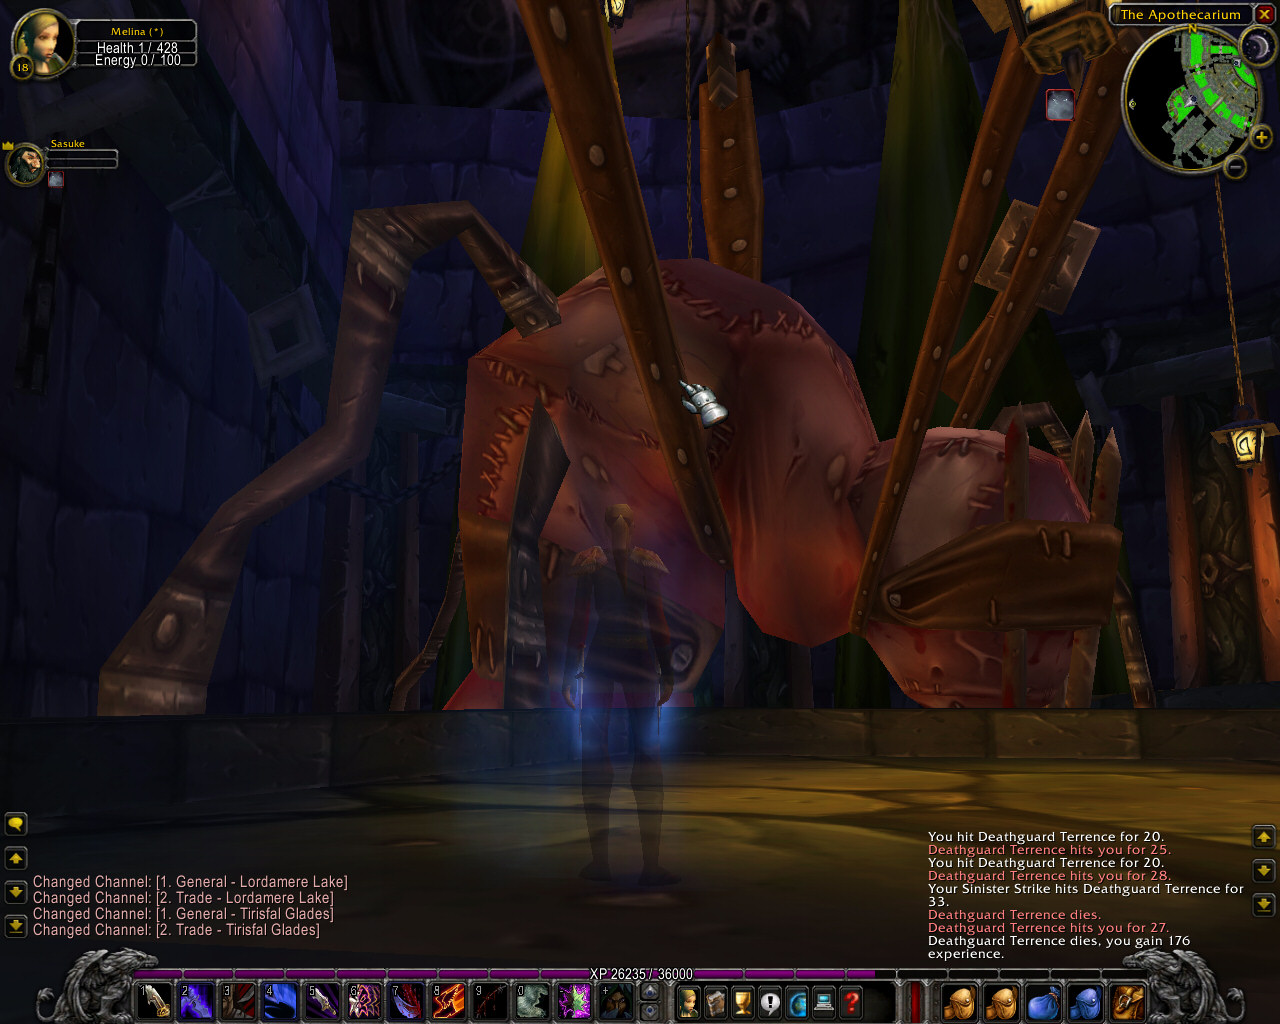 Melina (*)
Health 1 / 428
Energy 0 / 100
18
Sasuke
The Apothecarium
N
You hit Deathguard Terrence for 20.
Deathguard Terrence hits you for 25.
You hit Deathguard Terrence for 20.
Deathguard Terrence hits you for 28.
Your Sinister Strike hits Deathguard Terrence for
33.
Deathguard Terrence dies.
Deathguard Terrence hits you for 27.
Deathguard Terrence dies, you gain 176
experience.
Changed Channel: [1. General - Lordamere Lake]
Changed Channel: [2. Trade - Lordamere Lake]
Changed Channel: [1. General - Tirisfal Glades]
Changed Channel: [2. Trade - Tirisfal Glades]
XP 26235 / 36000
1 2 3 4 5 6 7 8 9 0 - +